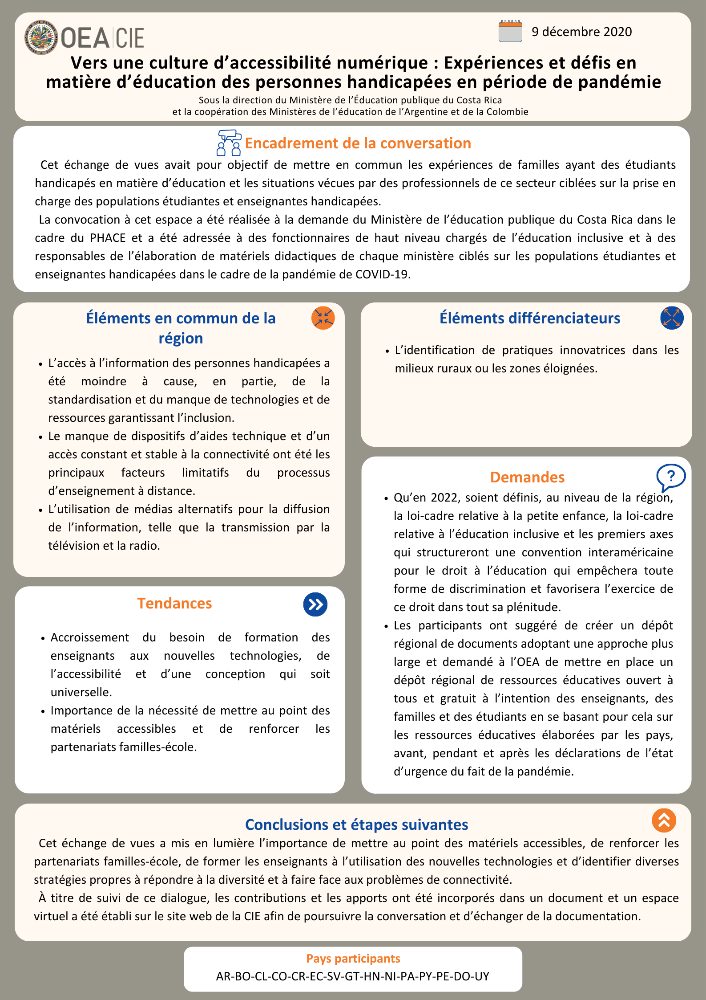 ORGANIZACION DE LOS ESTADOS AMERICANOS
OEA|CIE
9 décembre 2020
Vers une culture d’accessibilité numérique : Expériences et défis en
matière d’éducation des personnes handicapées en période de pandémie
Sous la direction du Ministère de l’Éducation publique du Costa Rica
et la coopération des Ministères de l’éducation de l’Argentine et de la Colombie
Encadrement de la conversation
Cet échange de vues avait pour objectif de mettre en commun les expériences de familles ayant des étudiants
handicapés en matière d’éducation et les situations vécues par des professionnels de ce secteur ciblées sur la prise en
charge des populations étudiantes et enseignantes handicapées.
La convocation à cet espace a été réalisée à la demande du Ministère de l’éducation publique du Costa Rica dans le
cadre du PHACE et a été adressée à des fonctionnaires de haut niveau chargés de l’éducation inclusive et à des
responsables de l’élaboration de matériels didactiques de chaque ministère ciblés sur les populations étudiantes et
enseignantes handicapées dans le cadre de la pandémie de COVID-19.
Éléments en commun de la
région
• L’accès à l’information des personnes handicapées a
été moindre à cause, en partie, de la
standardisation et du manque de technologies et de
ressources garantissant l’inclusion.
• Le manque de dispositifs d’aides technique et d’un
accès constant et stable à la connectivité ont été les
principaux facteurs limitatifs du processus
d’enseignement à distance.
• L’utilisation de médias alternatifs pour la diffusion
de l’information, telle que la transmission par la
télévision et la radio.
Tendances
• Accroissement du besoin de formation des
enseignants aux nouvelles technologies, de
l’accessibilité et d’une conception qui soit
universelle.
• Importance de la nécessité de mettre au point des
matériels accessibles et de renforcer les
partenariats familles-école.
Éléments différenciateurs
• L’identification de pratiques innovatrices dans les
milieux ruraux ou les zones éloignées.
Demandes
?
• Qu’en 2022, soient définis, au niveau de la région,
la loi-cadre relative à la petite enfance, la loi-cadre
relative à l’éducation inclusive et les premiers axes
qui structureront une convention interaméricaine
pour le droit à l’éducation qui empêchera toute
forme de discrimination et favorisera l’exercice de
ce droit dans tout sa plénitude.
• Les participants ont suggéré de créer un dépôt
régional de documents adoptant une approche plus
large et demandé à l’OEA de mettre en place un
dépôt régional de ressources éducatives ouvert à
tous et gratuit à l’intention des enseignants, des
familles et des étudiants en se basant pour cela sur
les ressources éducatives élaborées par les pays,
avant, pendant et après les déclarations de l’état
d’urgence du fait de la pandémie.
Conclusions et étapes suivantes
Cet échange de vues a mis en lumière l’importance de mettre au point des matériels accessibles, de renforcer les
partenariats familles-école, de former les enseignants à l’utilisation des nouvelles technologies et d’identifier diverses
stratégies propres à répondre à la diversité et à faire face aux problèmes de connectivité.
À titre de suivi de ce dialogue, les contributions et les apports ont été incorporés dans un document et un espace
virtuel a été établi sur le site web de la CIE afin de poursuivre la conversation et d’échanger de la documentation.
Pays participants
AR-BO-CL-CO-CR-EC-SV-GT-HN-NI-PA-PY-PE-DO-UY